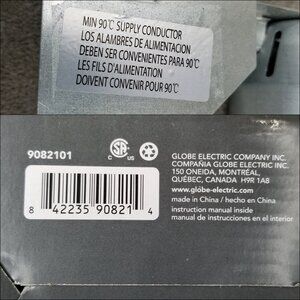 MIN 90℃ SUPPLY CONDUCTOR
LOS ALAMBRES DE ALIMENTACION
DEBEN SER CONVENIENTES PARA 90℃
LES FILS D'ALIMENTATION
DOIVENT CONVENIR POUR 90℃
9082101
C US
GLOBE ELECTRIC COMPANY INC.
COMPAÑIA GLOBE ELECTRIC INC.
150 ONEIDA, MONTRÉAL,
QUÉBEC, CANADA H9R 1A8
www.globe-electric.com
made in China / hecho en China
instruction manual inside
manual de instrucciones en el interior
8 42235 90821 4